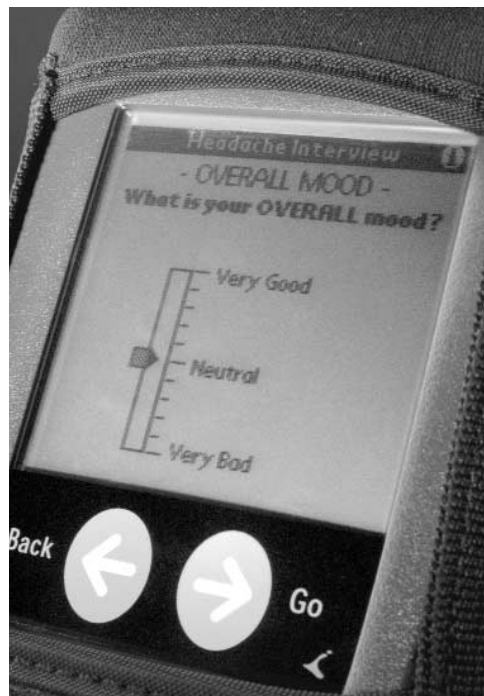 Headache Interview
- OVERALL MOOD -
What is your OVERALL mood?
Very Good
Neutral
Very Bad
Back
Go